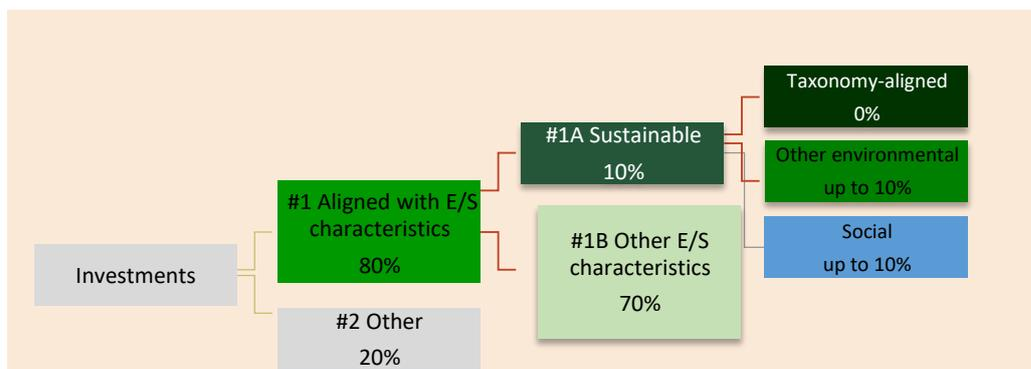 Investments
#1 Aligned with E/S
characteristics
80%
#2 Other
20%
#1A Sustainable
10%
#1B Other E/S
characteristics
70%
Taxonomy-aligned
0%
Other environmental
up to 10%
Social
up to 10%